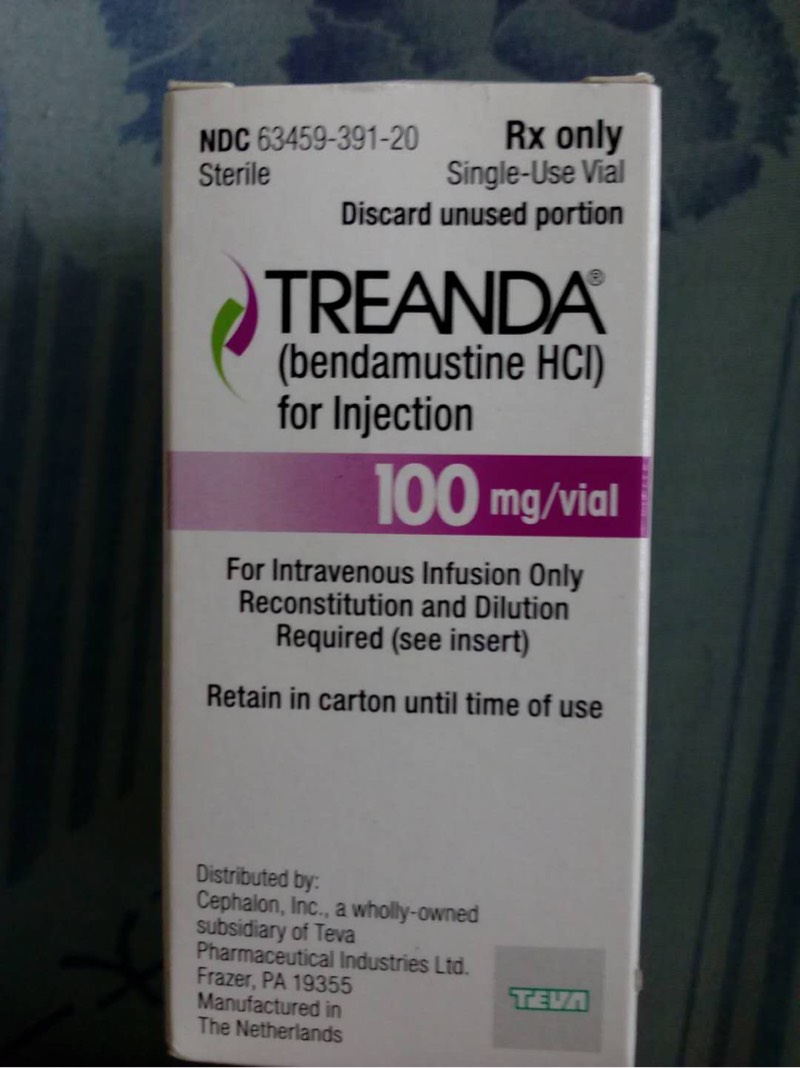 NDC 63459-391-20 Rx only
Sterile Single-Use Vial
Discard unused portion
TREANDA®
(bendamustine HCl)
for Injection
100 mg/vial
For Intravenous Infusion Only
Reconstitution and Dilution
Required (see insert)
Retain in carton until time of use
Distributed by:
Cephalon, Inc., a wholly-owned
subsidiary of Teva
Pharmaceutical Industries Ltd.
Frazer, PA 19355
Manufactured in
The Netherlands
TEVA